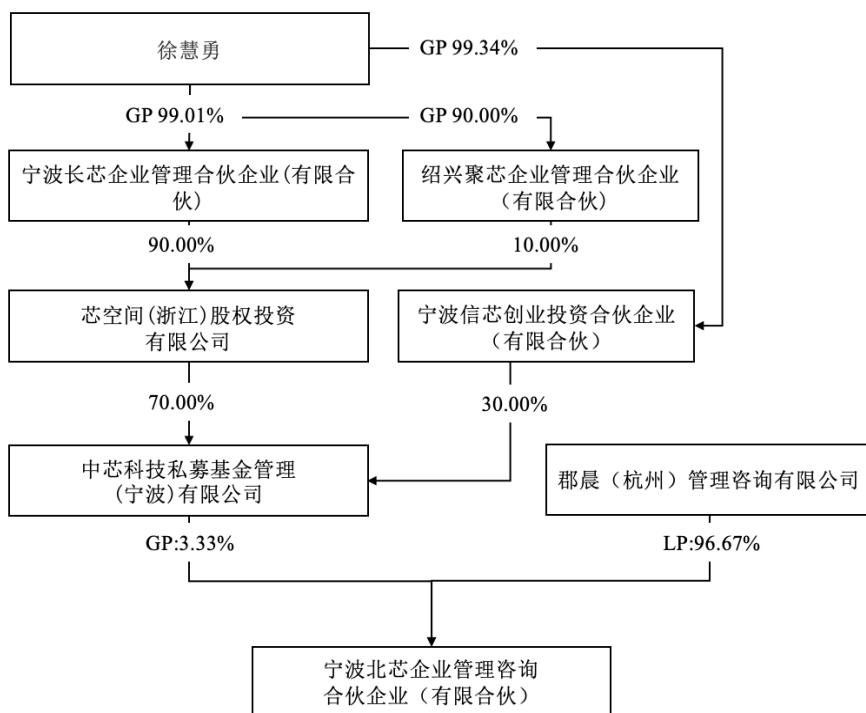 徐慧勇
GP 99.34%
GP 99.01%
GP 90.00%
宁波长芯企业管理合伙企业(有限合
伙)
绍兴聚芯企业管理合伙企业
（有限合伙)
90.00%
10.00%
芯空间(浙江)股权投资
有限公司
宁波信芯创业投资合伙企业
（有限合伙）
70.00%
30.00%
中芯科技私募基金管理
(宁波)有限公司
郡晨（杭州）管理咨询有限公司
GP:3.33%
LP:96.67%
宁波北芯企业管理咨询
合伙企业（有限合伙）